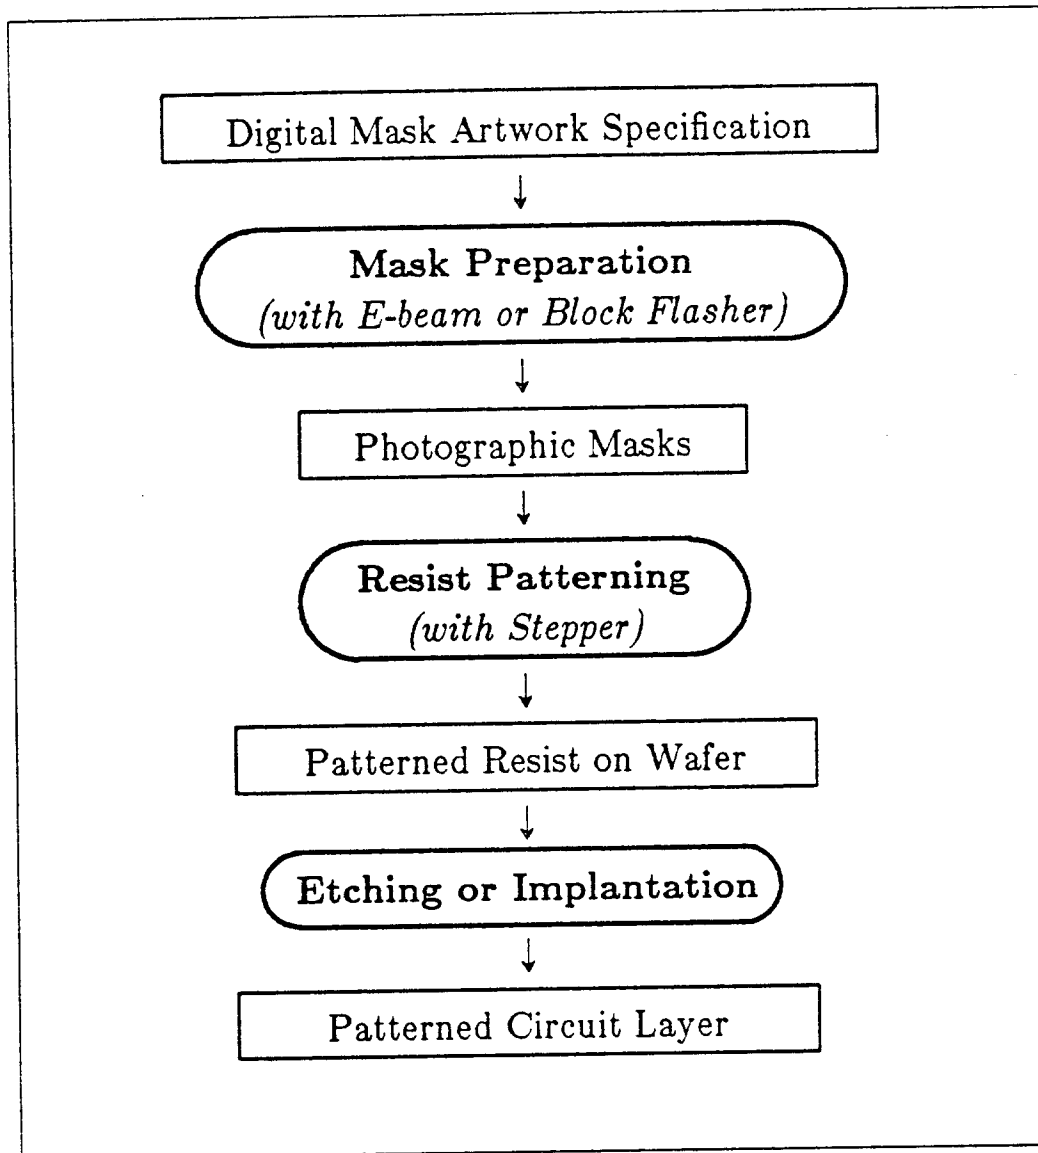 Digital Mask Artwork Specification
Mask Preparation
(with E-beam or Block Flasher)
Photographic Masks
Resist Patterning
(with Stepper)
Patterned Resist on Wafer
Etching or Implantation
Patterned Circuit Layer